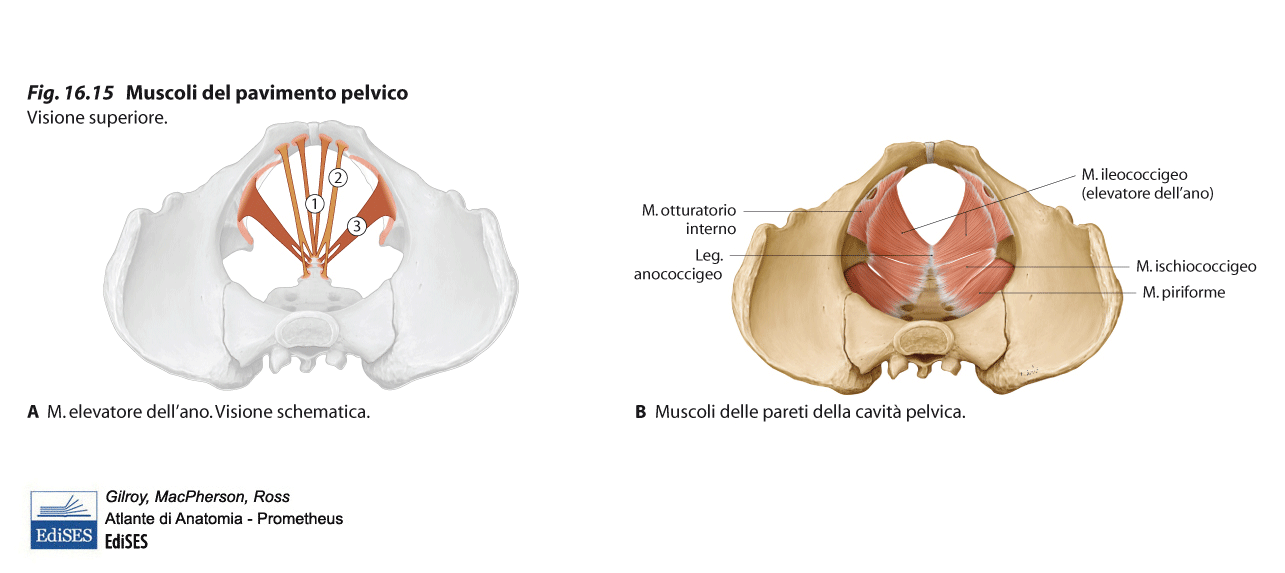 Fig. 16.15 Muscoli del pavimento pelvico
Visione superiore.
1
2
3
A M. elevatore dell'ano. Visione schematica.
M. otturatorio
interno
Leg.
anococcigeo
M. ileococcigeo
(elevatore dell'ano)
M. ischiococcigeo
M. piriforme
B Muscoli delle pareti della cavità pelvica.
EdiSES
Gilroy, MacPherson, Ross
Atlante di Anatomia - Prometheus
EdiSES